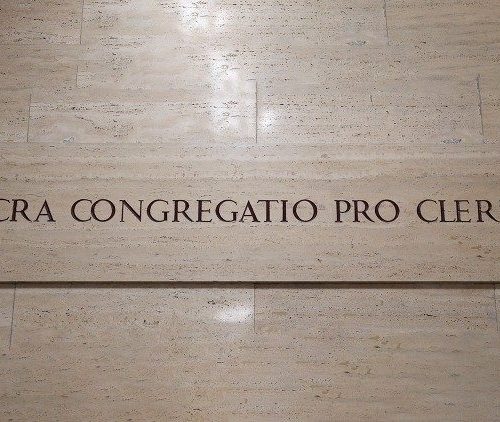 CRA CONGREGATIO PRO CLER